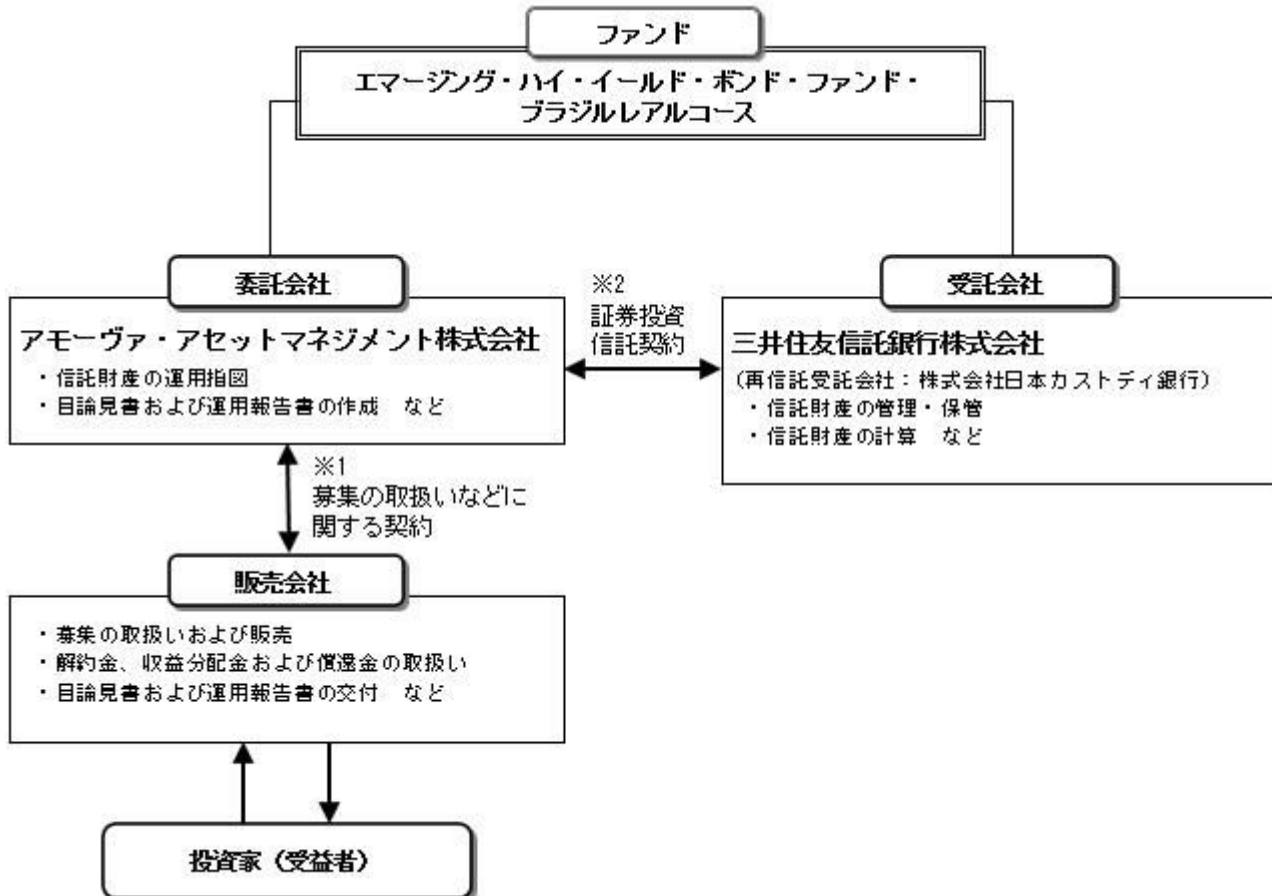 ファンド
エマージング・ハイ・イールド・ボンド・ファンド・
ブラジルレアルコース
委託会社
アモーヴァ・アセットマネジメント株式会社
・信託財産の運用指図
・目論見書および運用報告書の作成　など
※2
証券投資
信託契約
受託会社
三井住友信託銀行株式会社
(再信託受託会社：株式会社日本カストディ銀行)
・信託財産の管理・保管
・信託財産の計算　など
※1
募集の取扱いなどに
関する契約
販売会社
・募集の取扱いおよび販売
・解約金、収益分配金および償還金の取扱い
・目論見書および運用報告書の交付　など
投資家（受益者）